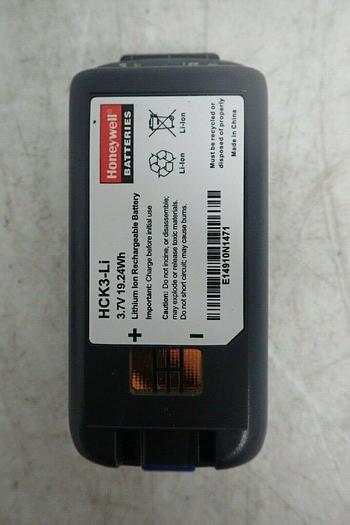 Honeywell
BATTERIES
Li-Ion
Li-Ion
Must be recycled or
disposed of properly
Made in China
HCK3-Li
3.7V 19.24Wh
Lithium Ion Rechargeable Battery
Important: Charge before initial use
Caution: Do not incine, or disassemble;
may explode or release toxic materials.
Do not short circuit; may cause burns.
E14910N1471
+
−